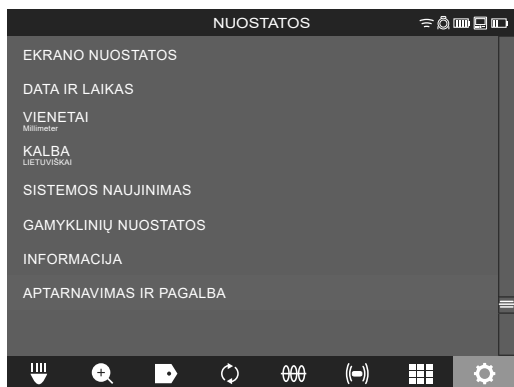 NUOSTATOS
EKRANO NUOSTATOS
DATA IR LAIKAS
VIENETAI
Millimeter
KALBA
LIETUVIŠKAI
SISTEMOS NAUJINIMAS
GAMYKLINIŲ NUOSTATOS
INFORMACIJA
APTARNAVIMAS IR PAGALBA